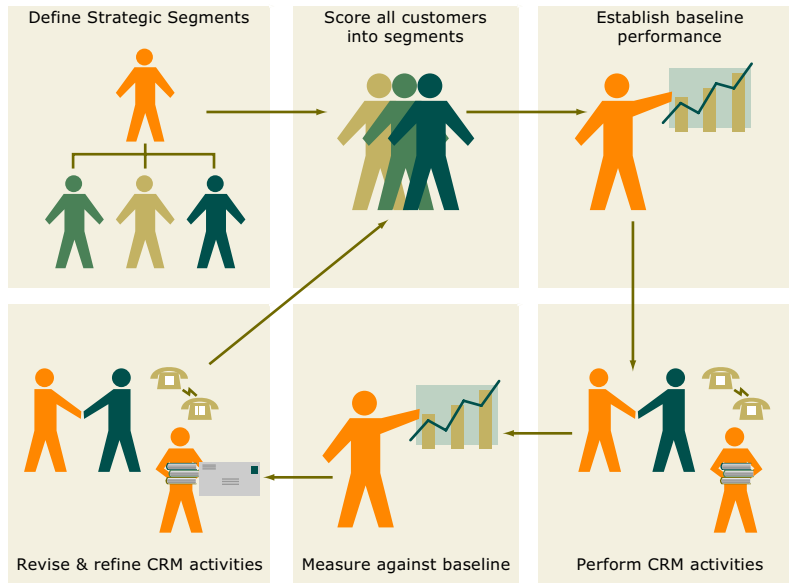 Define Strategic Segments
Score all customers
into segments
Establish baseline
performance
Revise & refine CRM activities
Measure against baseline
Perform CRM activities